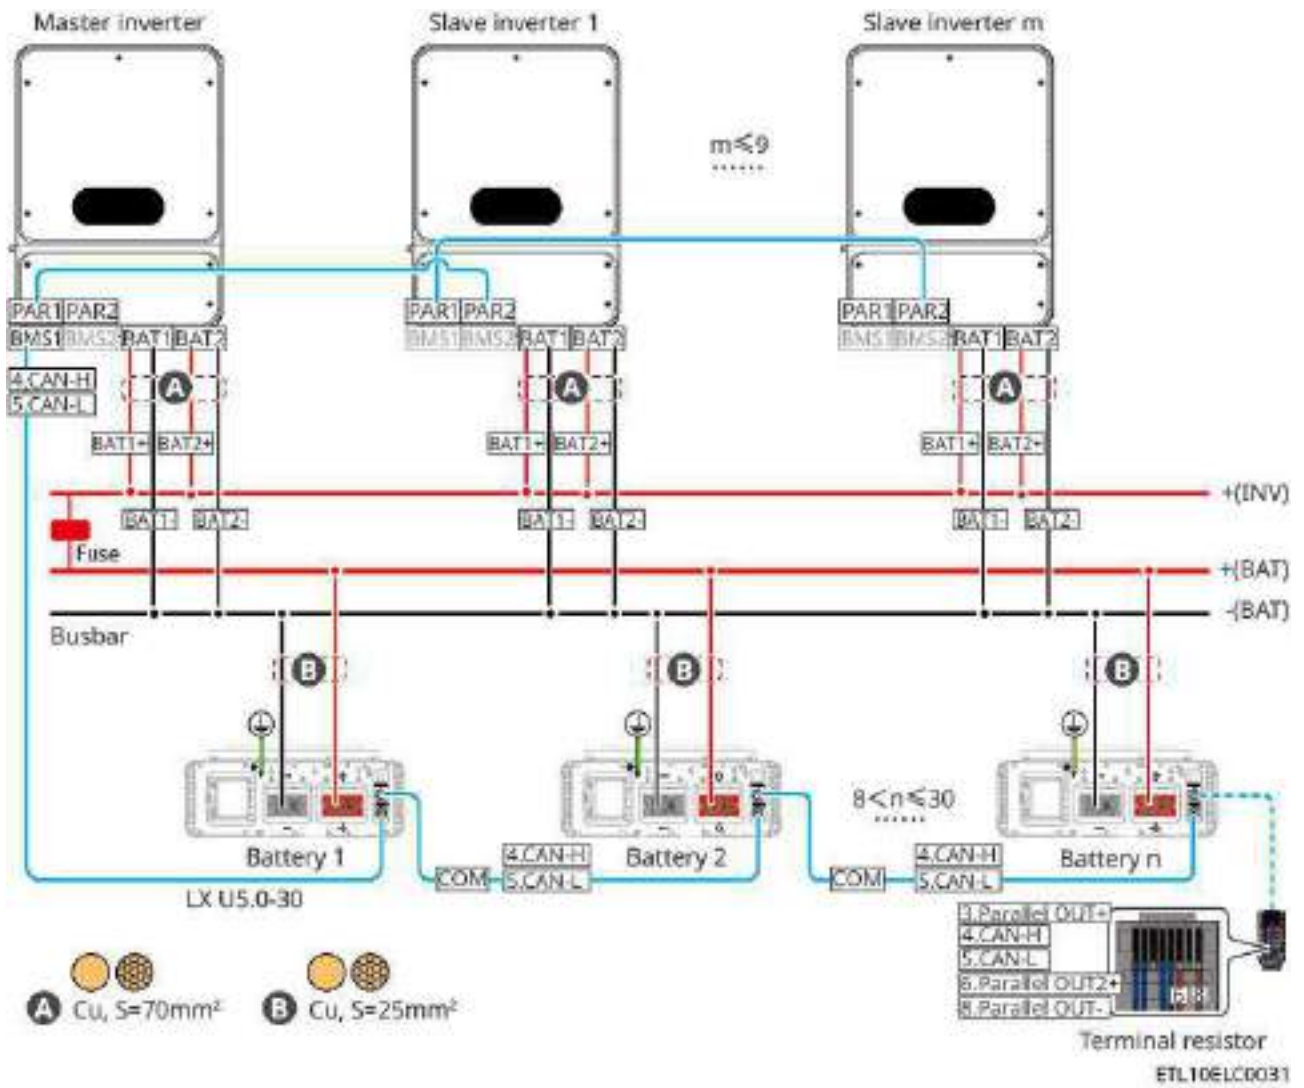 Master inverter
Slave inverter 1
Slave inverter m
m≤9
......
PAR1 PAR2
PAR1 PAR2
PAR1 PAR2
BMS1 BMS2 BAT1 BAT2
BMS1 BMS2 BAT1 BAT2
BMS1 BMS2 BAT1 BAT2
4.CAN-H
5.CAN-L
A
A
A
BAT1+ BAT2+
BAT1+ BAT2+
BAT1+ BAT2+
+(INV)
BAT1- BAT2-
BAT1- BAT2-
BAT1- BAT2-
Fuse
+(BAT)
-(BAT)
Busbar
B
B
B
- +
-
- +
8<n≤30
......
Battery 1
Battery 2
Battery n
LX U5.0-30
COM
4.CAN-H
5.CAN-L
COM
4.CAN-H
5.CAN-L
3.Parallel OUT+
4.CAN-H
5.CAN-L
6.Parallel OUT2+
8.Parallel OUT-
6 8
Terminal resistor
A Cu, S=70mm²
B Cu, S=25mm²
ETL10ELC0031